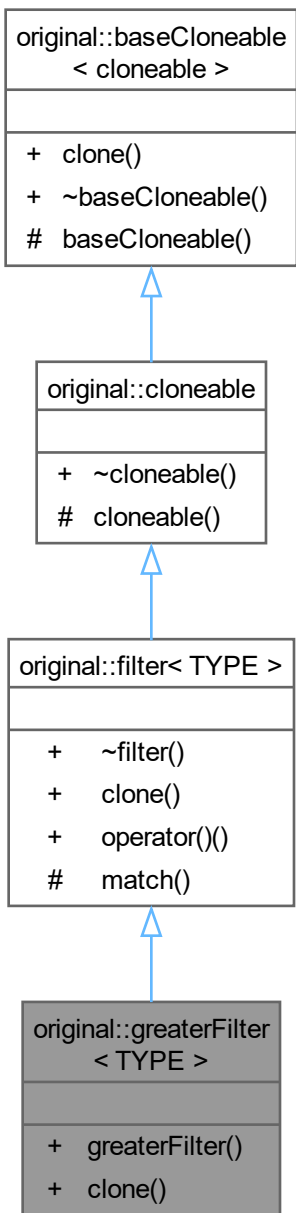 original::baseCloneable
< cloneable >
+ clone()
+ ~baseCloneable()
# baseCloneable()
original::cloneable
+ ~cloneable()
# cloneable()
original::filter< TYPE >
+ ~filter()
+ clone()
+ operator()()
# match()
original::greaterFilter
< TYPE >
+ greaterFilter()
+ clone()